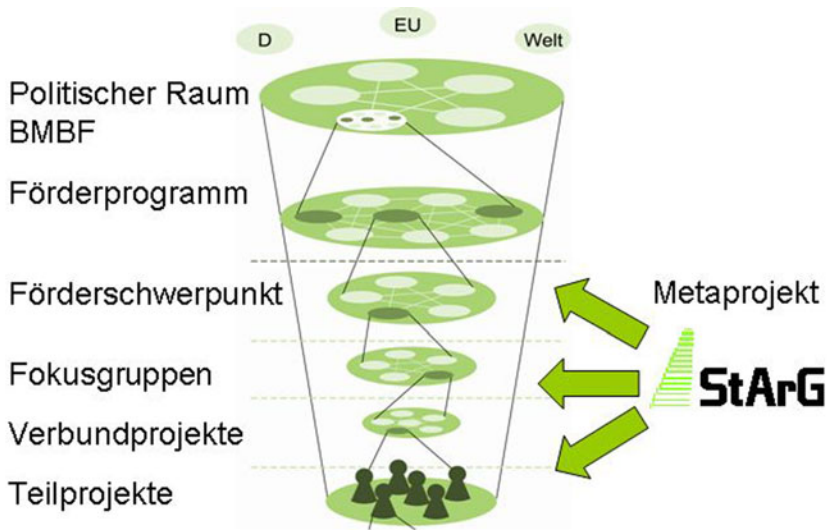 D
EU
Welt
Politischer Raum
BMBF
Förderprogramm
Förderschwerpunkt
Metaprojekt
Fokusgruppen
StArG
Verbundprojekte
Teilprojekte